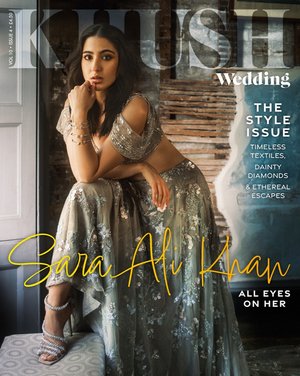 KHUSH
Wedding
VOL 10 • ISSUE 4 • £4.50
THE
STYLE
ISSUE
TIMELESS
TEXTILES,
DAINTY
DIAMONDS
& ETHEREAL
ESCAPES
Sara Ali Khan
ALL EYES
ON HER